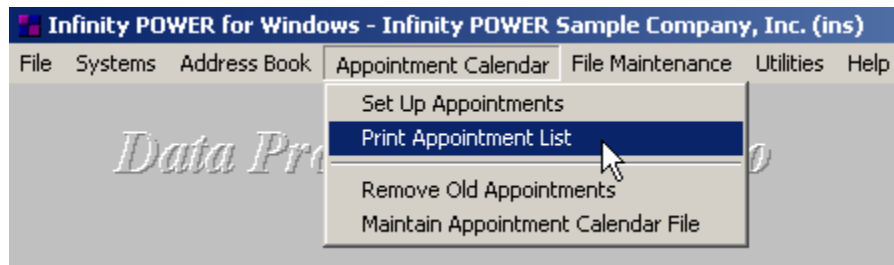 Infinity POWER for Windows - Infinity POWER Sample Company, Inc. (ins)
File Systems Address Book Appointment Calendar File Maintenance Utilities Help
Set Up Appointments
Print Appointment List
Data
Remove Old Appointments
Maintain Appointment Calendar File